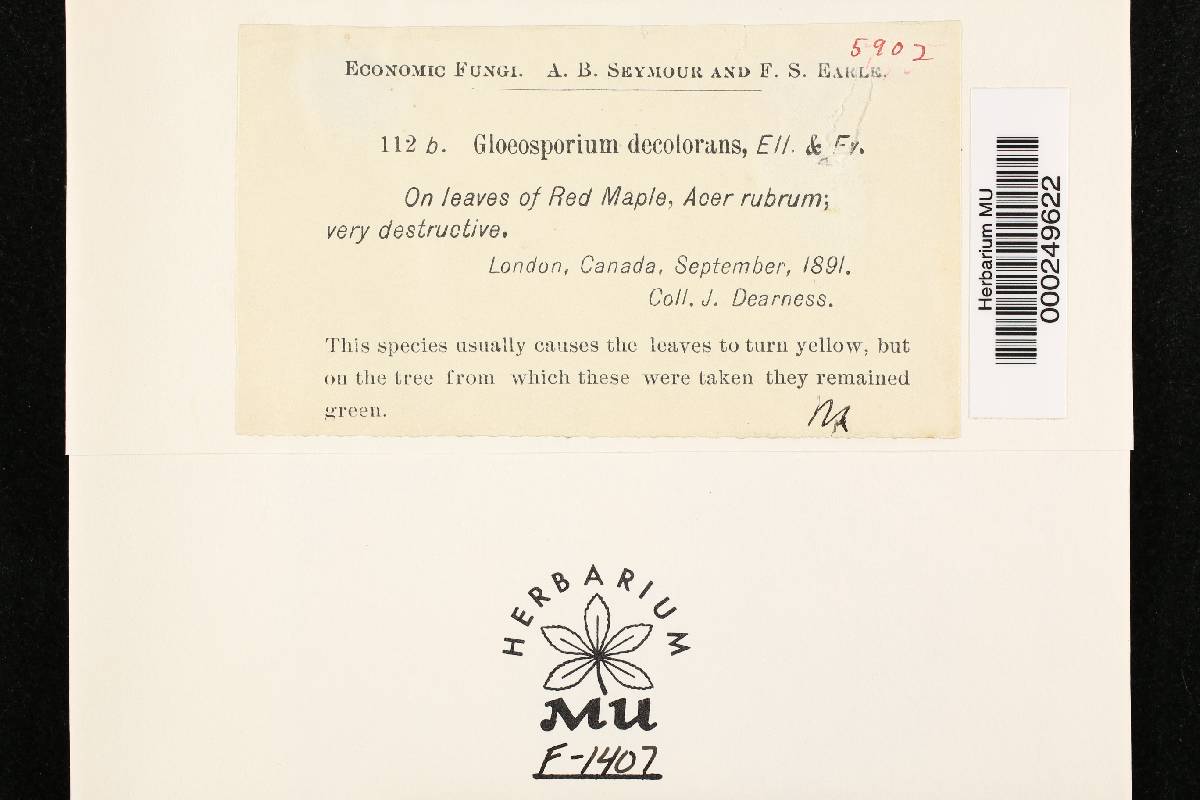 5902
ECONOMIC FUNGI. A. B. SEYMOUR AND F. S. EARLE.
112 b. Gloeosporium decolorans, Ell. & Ev.
On leaves of Red Maple, Acer rubrum;
very destructive.
London, Canada, September, 1891.
Coll. J. Dearness.
This species usually causes the leaves to turn yellow, but
on the tree from which these were taken they remained
green.
Herbarium MU
000249622
HERBARIUM
MU
F-1407